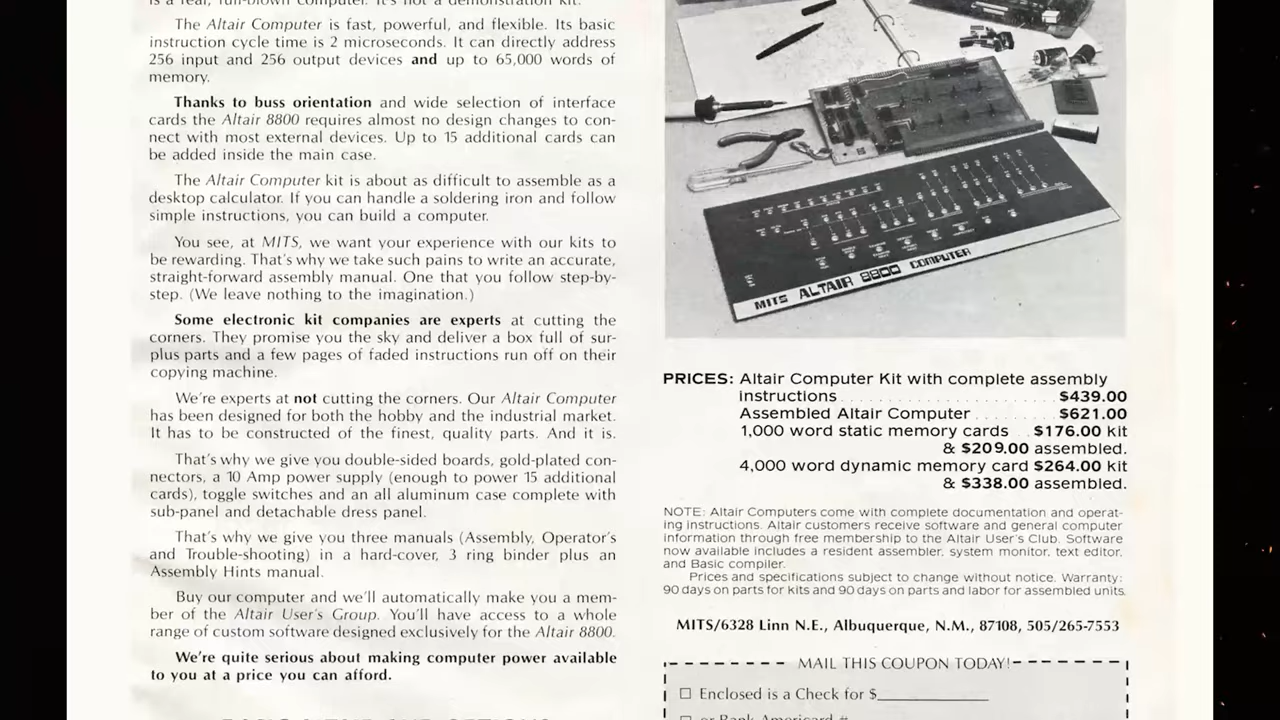 is a real, full-blown computer. It's not a demonstration kit.
The Altair Computer is fast, powerful, and flexible. Its basic
instruction cycle time is 2 microseconds. It can directly address
256 input and 256 output devices and up to 65,000 words of
memory.
Thanks to buss orientation and wide selection of interface
cards the Altair 8800 requires almost no design changes to con-
nect with most external devices. Up to 15 additional cards can
be added inside the main case.
The Altair Computer kit is about as difficult to assemble as a
desktop calculator. If you can handle a soldering iron and follow
simple instructions, you can build a computer.
You see, at MITS, we want your experience with our kits to
be rewarding. That's why we take such pains to write an accurate,
straight-forward assembly manual. One that you follow step-by-
step. (We leave nothing to the imagination.)
Some electronic kit companies are experts at cutting the
corners. They promise you the sky and deliver a box full of sur-
plus parts and a few pages of faded instructions run off on their
copying machine.
We're experts at not cutting the corners. Our Altair Computer
has been designed for both the hobby and the industrial market.
It has to be constructed of the finest, quality parts. And it is.
That's why we give you double-sided boards, gold-plated con-
nectors, a 10 Amp power supply (enough to power 15 additional
cards), toggle switches and an all aluminum case complete with
sub-panel and detachable dress panel.
That's why we give you three manuals (Assembly, Operator's
and Trouble-shooting) in a hard-cover, 3 ring binder plus an
Assembly Hints manual.
Buy our computer and we'll automatically make you a mem-
ber of the Altair User's Group. You'll have access to a whole
range of custom software designed exclusively for the Altair 8800.
We're quite serious about making computer power available
to you at a price you can afford.
MITS ALTAIR 8800 COMPUTER
PRICES: Altair Computer Kit with complete assembly
instructions . . . . . . . . . . . . . . . . . . . . . . $439.00
Assembled Altair Computer . . . . . . . . $621.00
1,000 word static memory cards . . $176.00 kit
& $209.00 assembled.
4,000 word dynamic memory card $264.00 kit
& $338.00 assembled.
NOTE: Altair Computers come with complete documentation and operat-
ing instructions. Altair customers receive software and general computer
information through free membership to the Altair User's Club. Software
now available includes a resident assembler, system monitor, text editor,
and Basic compiler.
Prices and specifications subject to change without notice. Warranty:
90 days on parts for kits and 90 days on parts and labor for assembled units.
MITS/6328 Linn N.E., Albuquerque, N.M., 87108, 505/265-7553
MAIL THIS COUPON TODAY!
☐ Enclosed is a Check for $____________